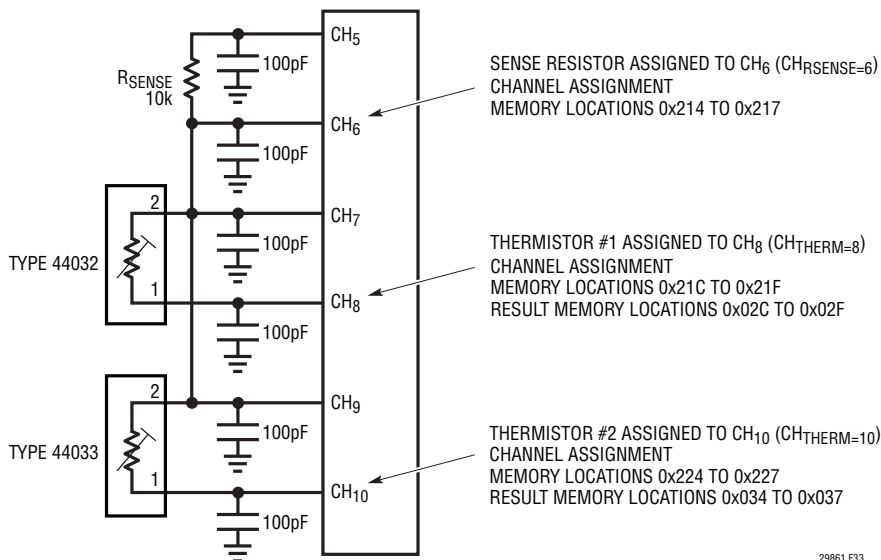 CH5
100pF
RSENSE
10k
CH6
100pF
SENSE RESISTOR ASSIGNED TO CH6 (CHRSENSE=6)
CHANNEL ASSIGNMENT
MEMORY LOCATIONS 0x214 TO 0x217
2
CH7
100pF
TYPE 44032
1
CH8
100pF
THERMISTOR #1 ASSIGNED TO CH8 (CHTHERM=8)
CHANNEL ASSIGNMENT
MEMORY LOCATIONS 0x21C TO 0x21F
RESULT MEMORY LOCATIONS 0x02C TO 0x02F
2
CH9
100pF
TYPE 44033
1
CH10
100pF
THERMISTOR #2 ASSIGNED TO CH10 (CHTHERM=10)
CHANNEL ASSIGNMENT
MEMORY LOCATIONS 0x224 TO 0x227
RESULT MEMORY LOCATIONS 0x034 TO 0x037
29861 F33